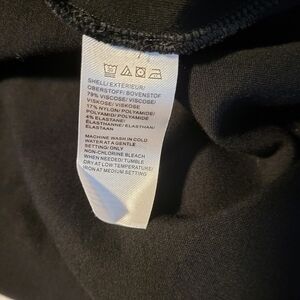 SHELL/ EXTERIEUR/
OBERSTOFF/ BOVENSTOF
79% VISCOSE/ VISCOSE/
VISKOSE/ VISCOSE
17% NYLON/ POLYAMIDE/
POLYAMID/ POLYAMIDE
4% ELASTANE/
ELASTHANNE/ ELASTHAN/
ELASTAAN
MACHINE WASH IN COLD
WATER AT A GENTLE
SETTING/ ONLY
NON-CHLORINE BLEACH
WHEN NEEDED/ TUMBLE
DRY AT LOW TEMPERATURE/
IRON AT MEDIUM SETTING